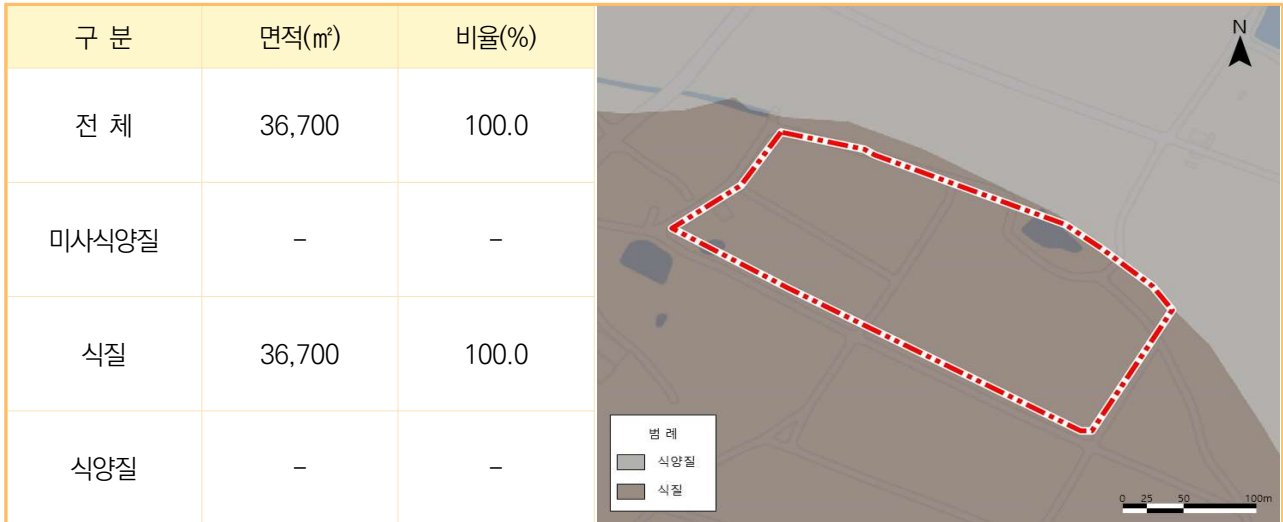 구 분 면적(㎡) 비율(%)
전 체 36,700 100.0
미사식양질 - -
식질 36,700 100.0
식양질 - -
N
범 례
식양질
식질
0 25 50 100m